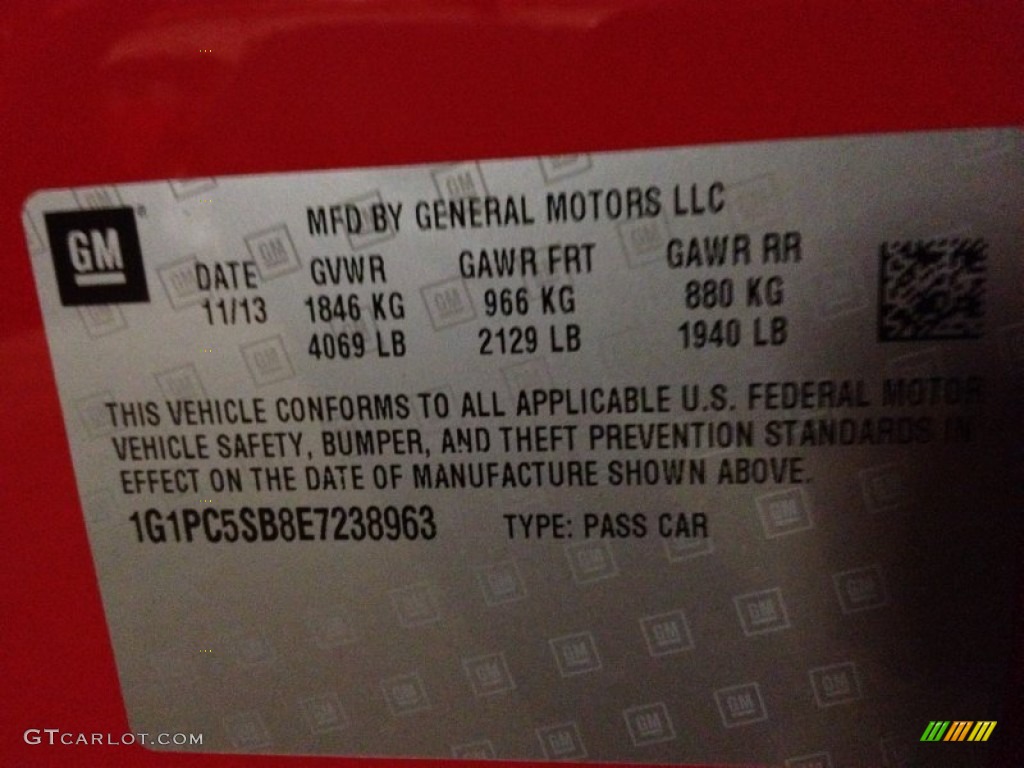 GM
MFD BY GENERAL MOTORS LLC
DATE GVWR GAWR FRT GAWR RR
11/13 1846 KG 966 KG 880 KG
4069 LB 2129 LB 1940 LB
THIS VEHICLE CONFORMS TO ALL APPLICABLE U.S. FEDERAL MOTOR
VEHICLE SAFETY, BUMPER, AND THEFT PREVENTION STANDARDS IN
EFFECT ON THE DATE OF MANUFACTURE SHOWN ABOVE.
1G1PC5SB8E7238963 TYPE: PASS CAR
GTCARLOT.COM